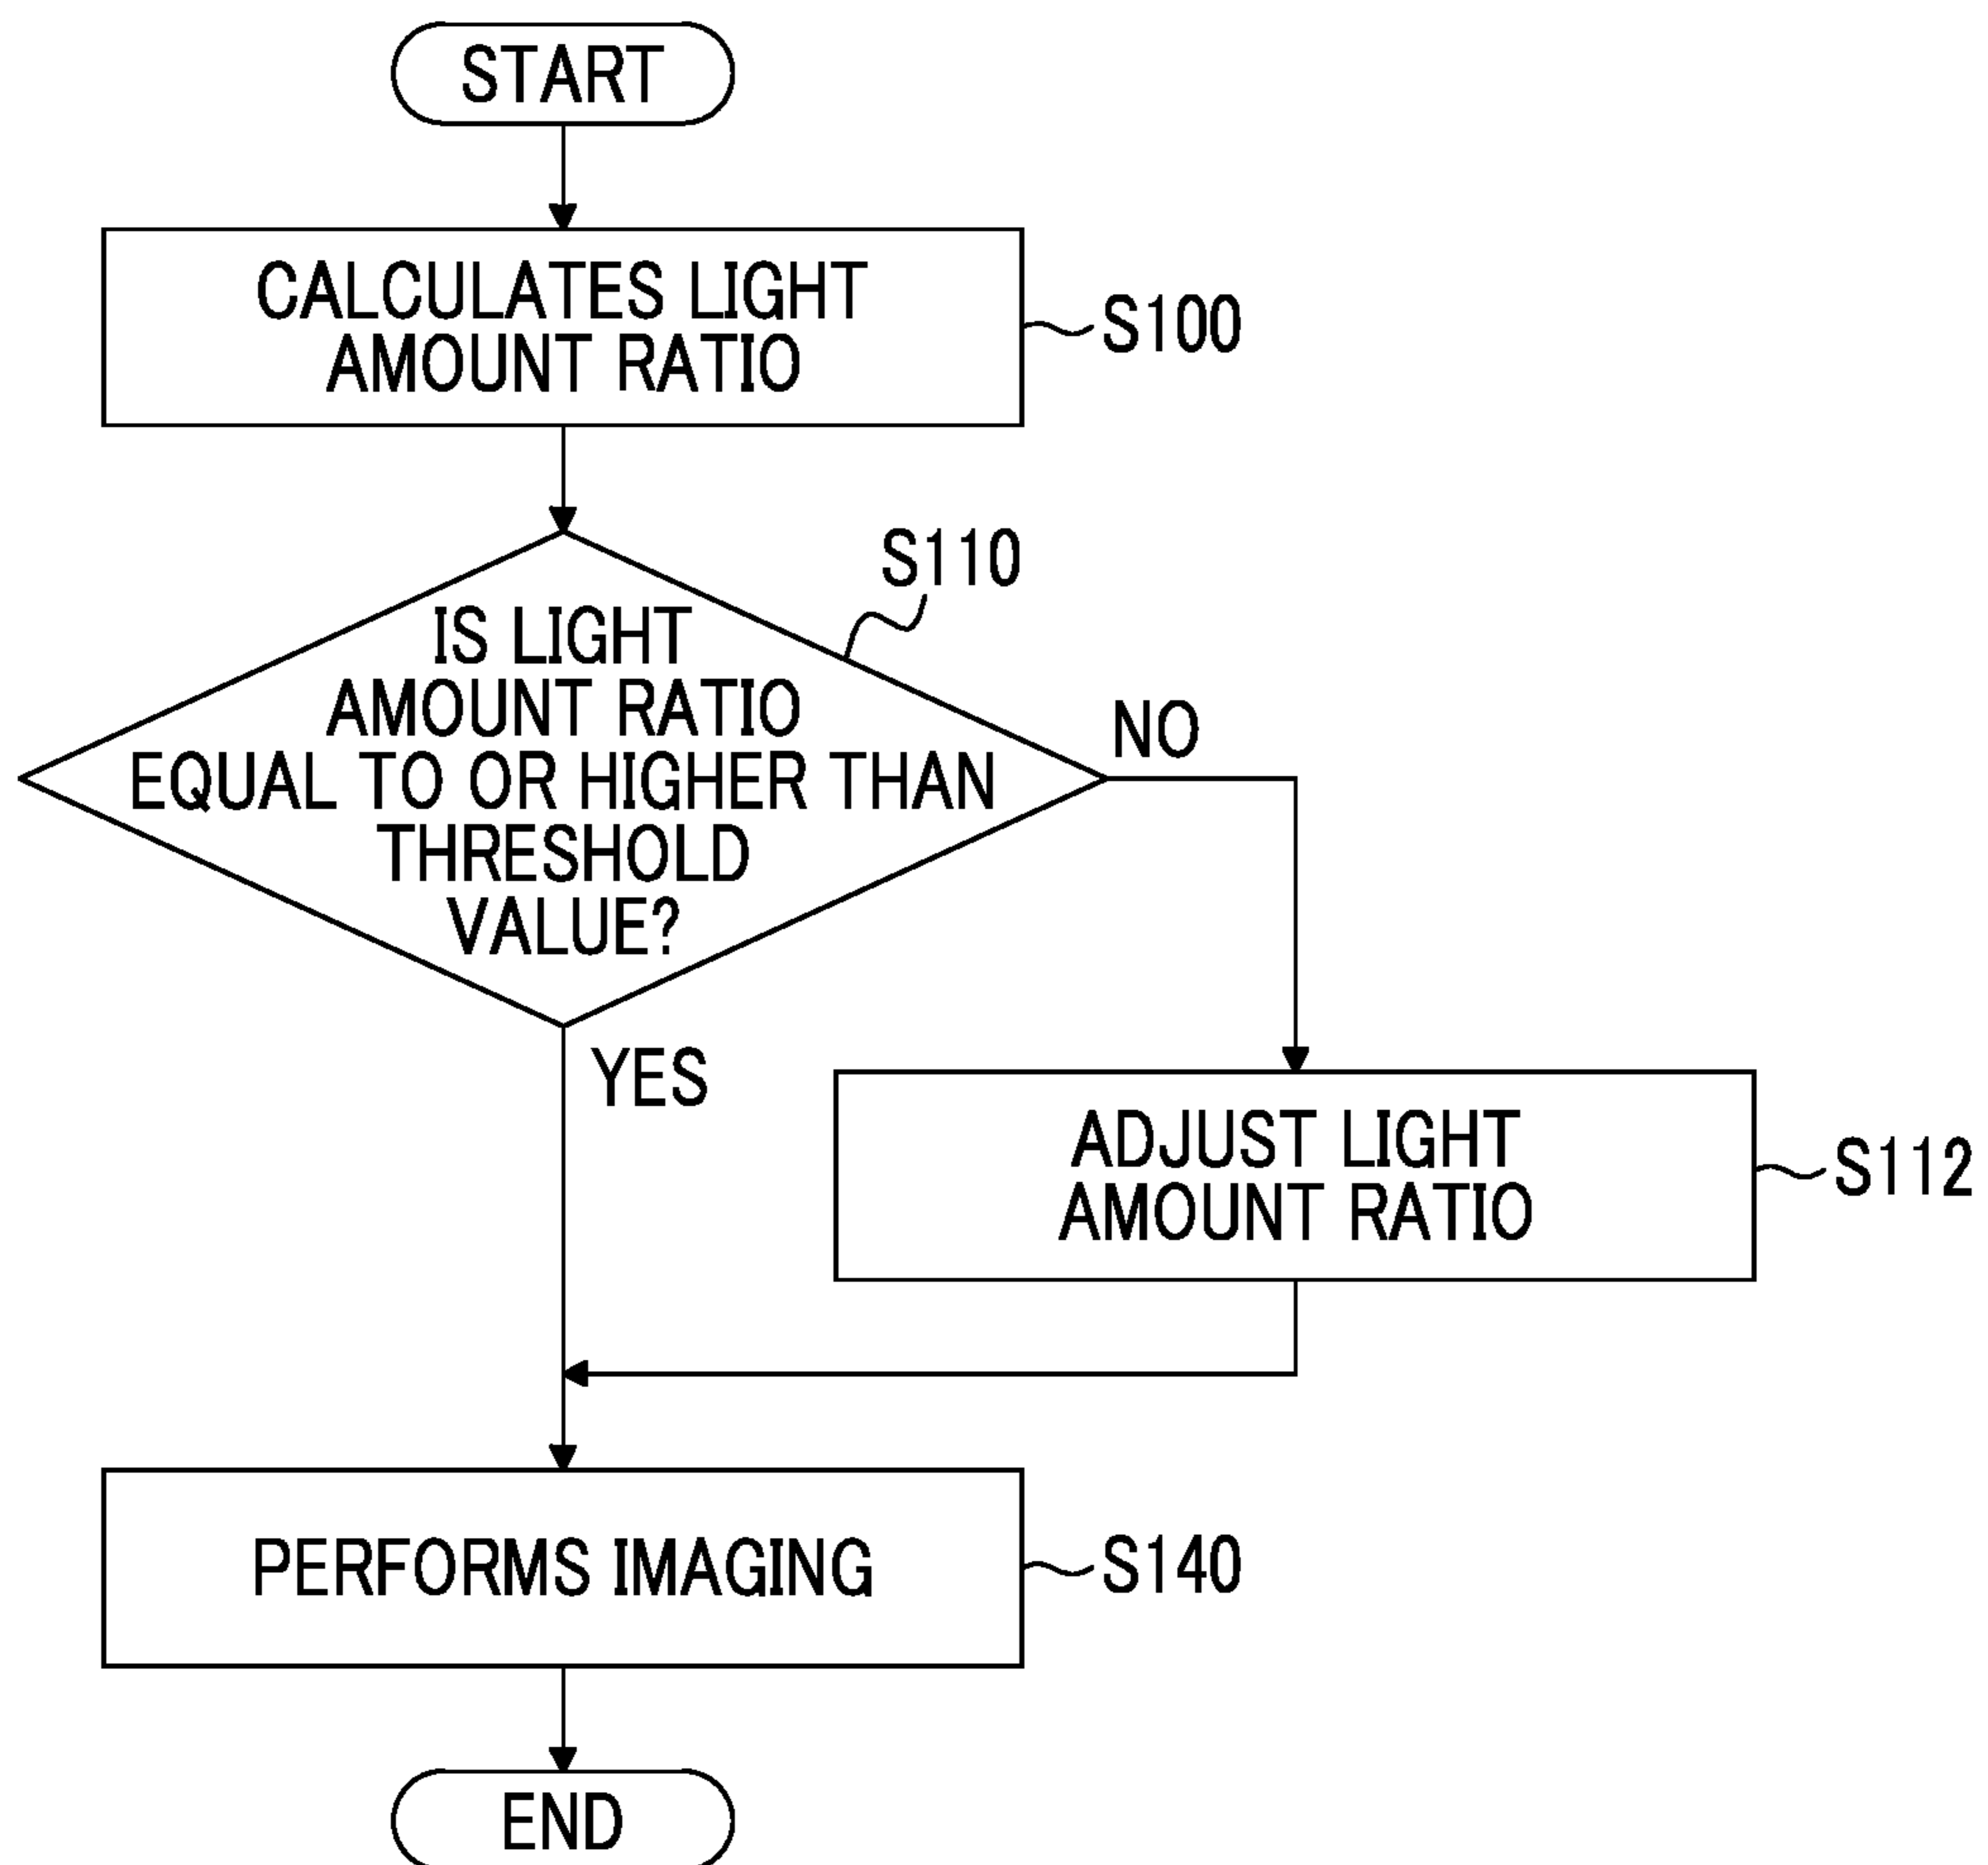 START
CALCULATES LIGHT
AMOUNT RATIO
S100
S110
IS LIGHT
AMOUNT RATIO
EQUAL TO OR HIGHER THAN
THRESHOLD
VALUE?
NO
YES
ADJUST LIGHT
AMOUNT RATIO
S112
PERFORMS IMAGING
S140
END